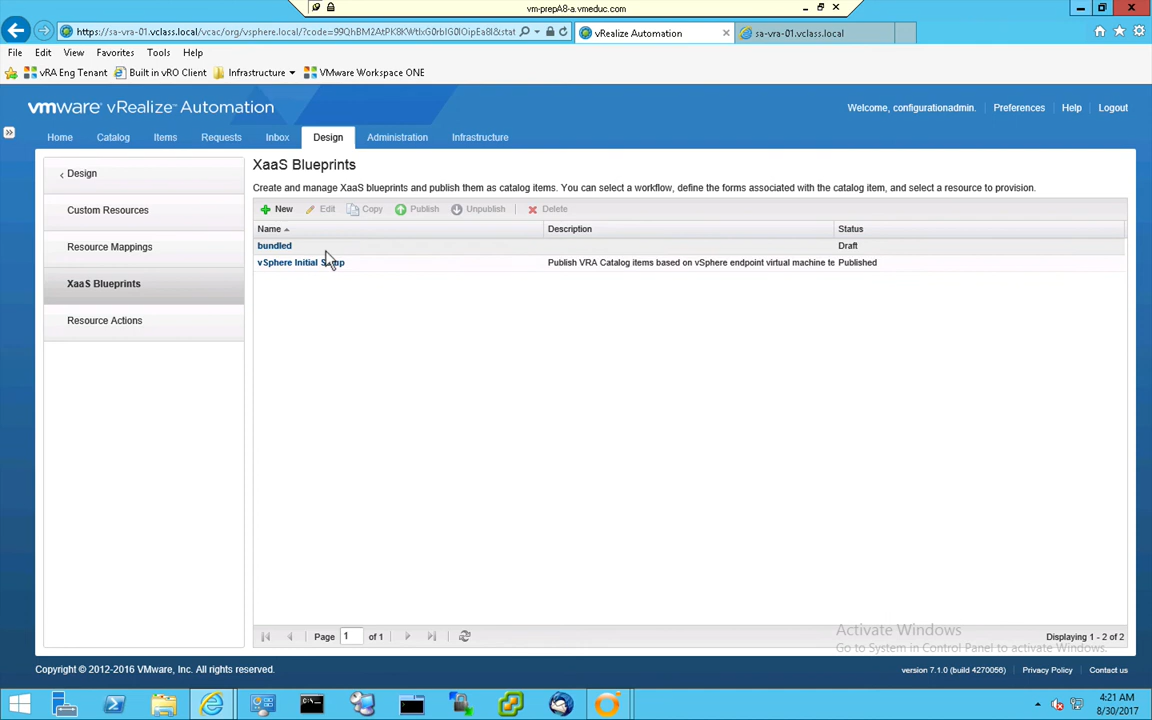 vm-prepA8-a.vmeduc.com
https://sa-vra-01.vclass.local/vcac/org/vsphere.local/?code=99QhBM2AtPK8KWtlxG0rbIG0IOipEa8I&stat
vRealize Automation
sa-vra-01.vclass.local
File Edit View Favorites Tools Help
vRA Eng Tenant Built in vRO Client Infrastructure VMware Workspace ONE
vmware vRealize Automation
Welcome, configurationadmin. Preferences Help Logout
Home Catalog Items Requests Inbox Design Administration Infrastructure
Design
Custom Resources
Resource Mappings
XaaS Blueprints
Resource Actions
XaaS Blueprints
Create and manage XaaS blueprints and publish them as catalog items. You can select a workflow, define the forms associated with the catalog item, and select a resource to provision.
New Edit Copy Publish Unpublish Delete
Name Description Status
bundled Draft
vSphere Initial Publish VRA Catalog items based on vSphere endpoint virtual machine te Published
Page 1 of 1
Displaying 1 - 2 of 2
Activate Windows
Go to System in Control Panel to activate Windows.
Copyright © 2012-2016 VMware, Inc. All rights reserved.
version 7.1.0 (build 4270058) Privacy Policy Contact us
4:21 AM
8/30/2017